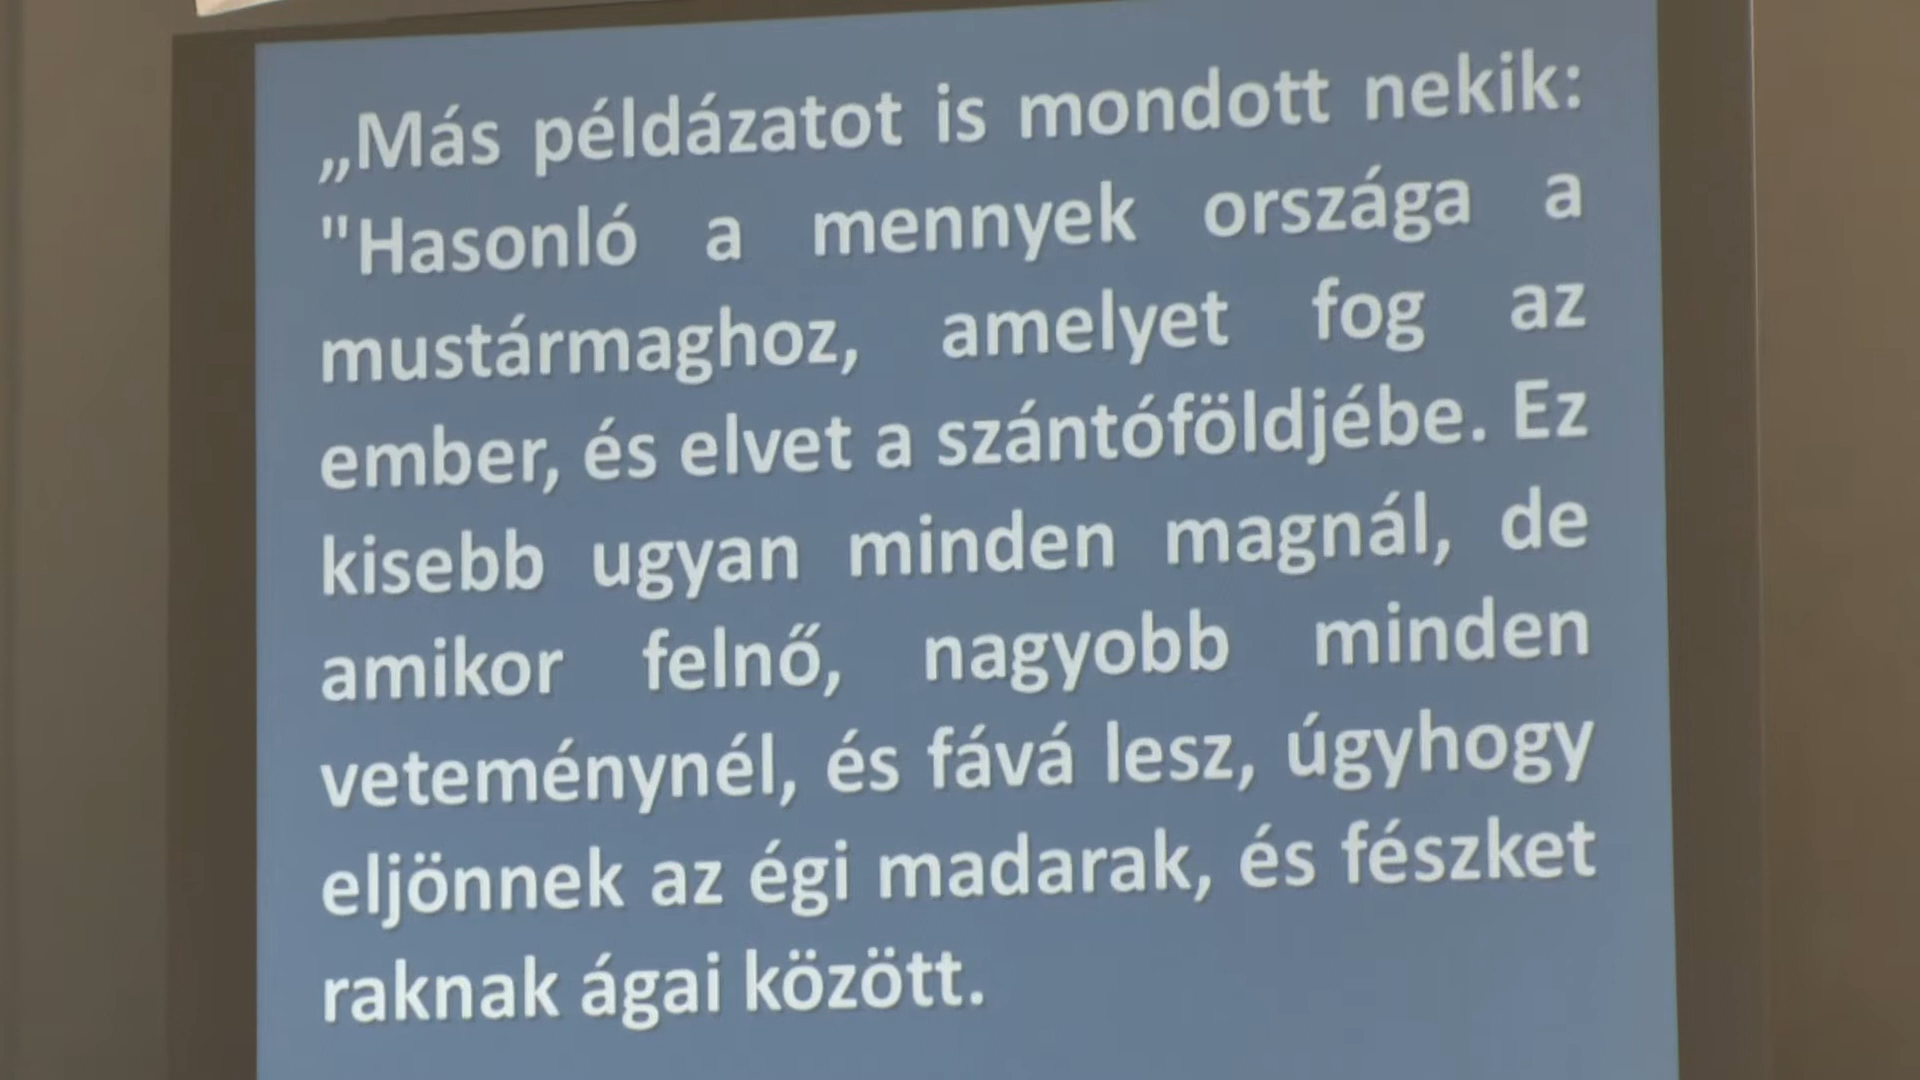 „Más példázatot is mondott nekik:
"Hasonló a mennyek országa a
mustármaghoz, amelyet fog az
ember, és elvet a szántóföldjébe. Ez
kisebb ugyan minden magnál, de
amikor felnő, nagyobb minden
veteménynél, és fává lesz, úgyhogy
eljönnek az égi madarak, és fészket
raknak ágai között.